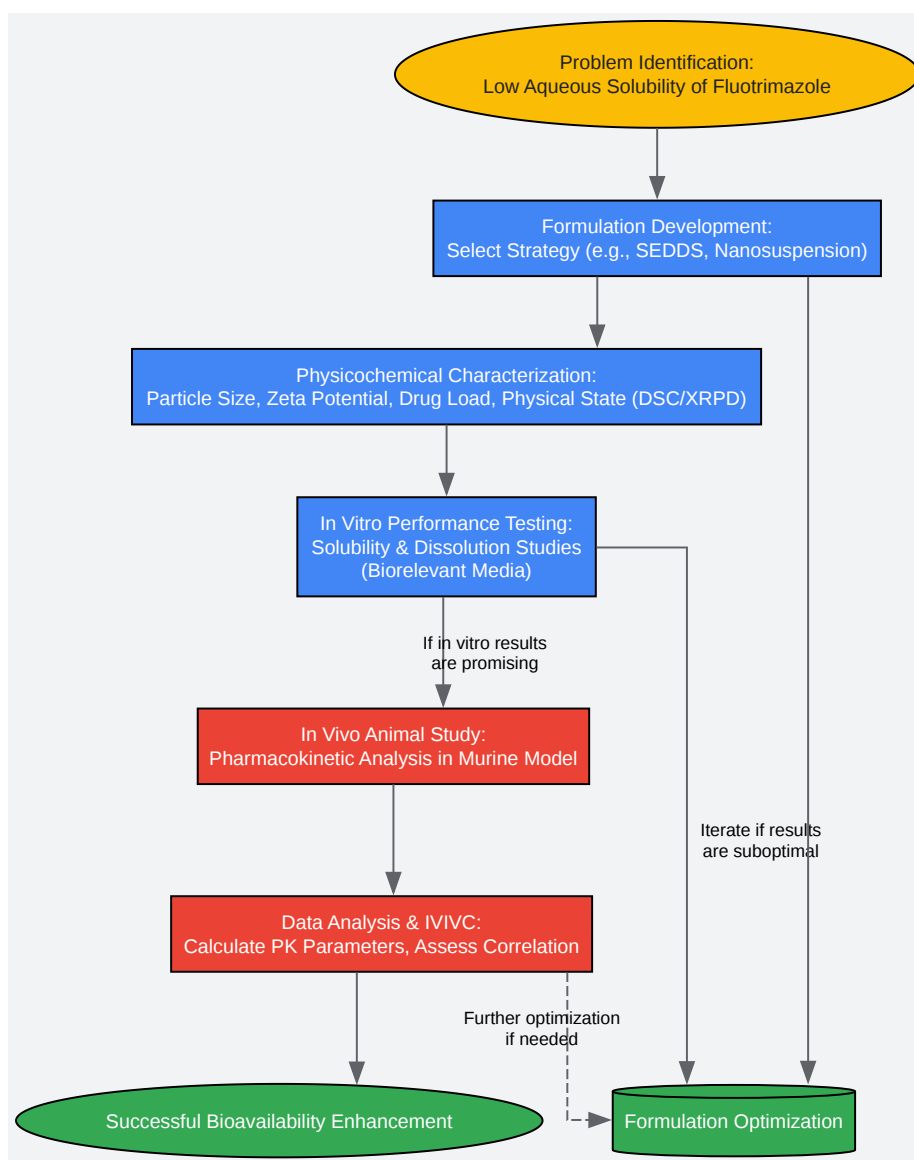 Problem Identification:
Low Aqueous Solubility of Fluotrimazole
Formulation Development:
Select Strategy (e.g., SEDDS, Nanosuspension)
Physicochemical Characterization:
Particle Size, Zeta Potential, Drug Load, Physical State (DSC/XRPD)
In Vitro Performance Testing:
Solubility & Dissolution Studies
(Biorelevant Media)
If in vitro results
are promising
In Vivo Animal Study:
Pharmacokinetic Analysis in Murine Model
Iterate if results
are suboptimal
Data Analysis & IVIVC:
Calculate PK Parameters, Assess Correlation
Further optimization
if needed
Successful Bioavailability Enhancement
Formulation Optimization